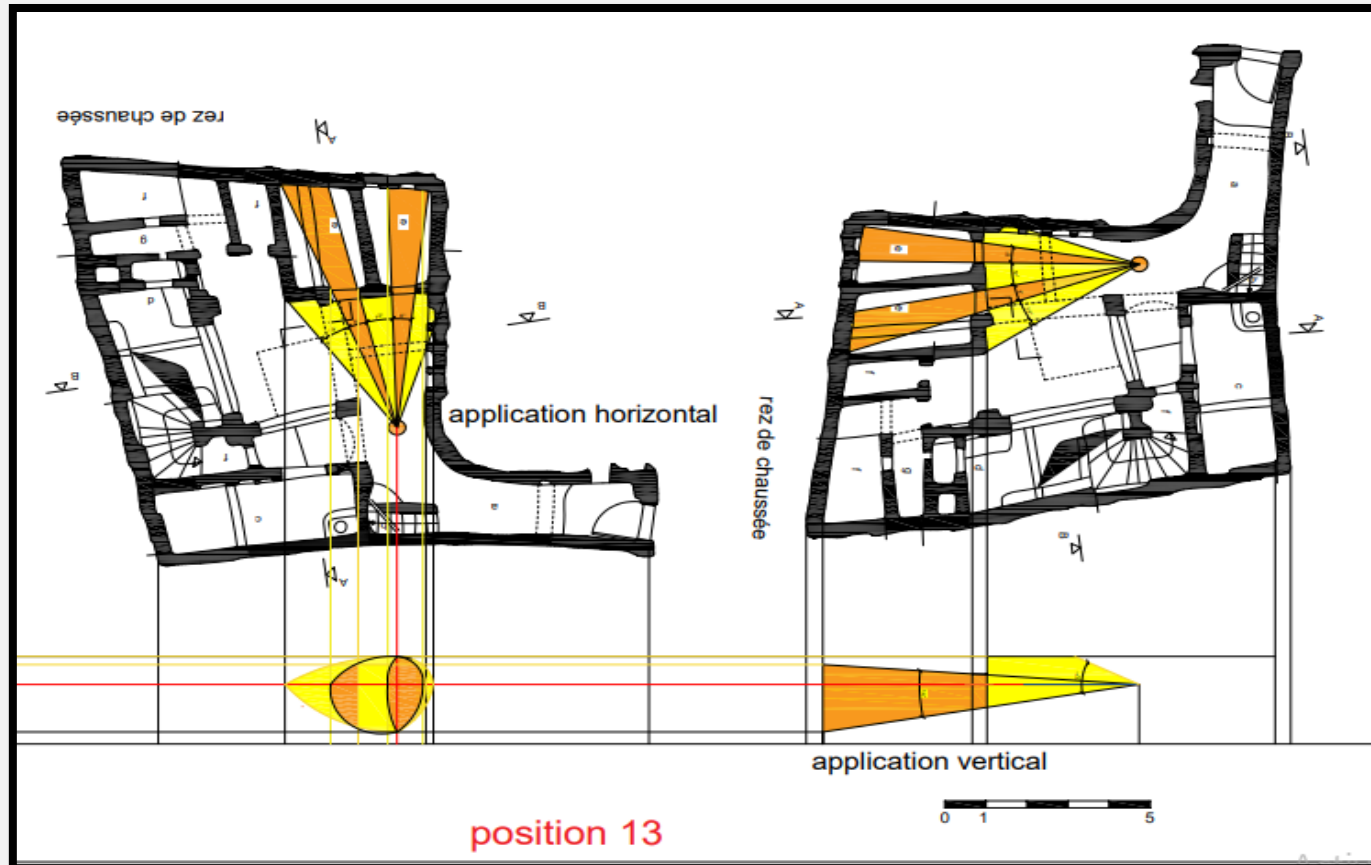 rez de chaussée
A
B
B
A
f
f
g
d
f
c
a
e
e
application horizontal
rez de chaussée
B
A
A
B
a
e
e
f
f
g
d
f
c
application vertical
0 1 5
position 13